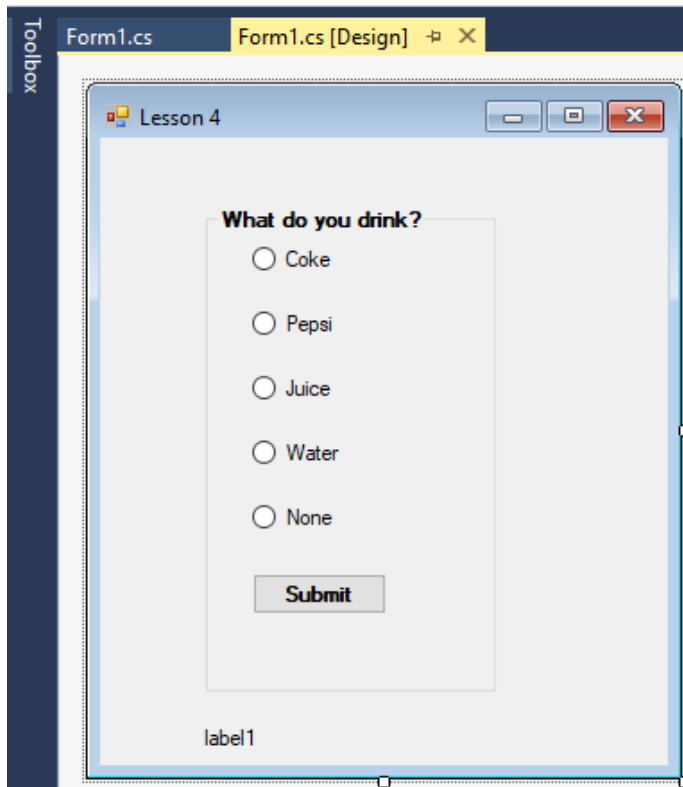 Toolbox
Form1.cs
Form1.cs [Design]
Lesson 4
What do you drink?
Coke
Pepsi
Juice
Water
None
Submit
label1